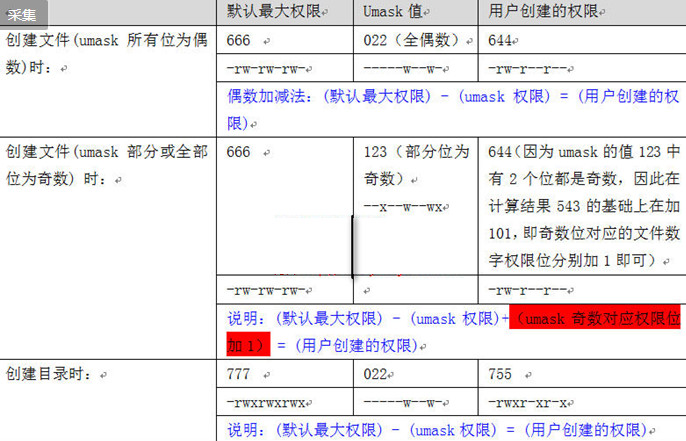 采集
默认最大权限 Umask 值 用户创建的权限
创建文件(umask 所有位为偶
数)时：
666 022（全偶数） 644
-rw-rw-rw- -----w--w- -rw-r--r--
偶数加减法：(默认最大权限) - (umask 权限) = (用户创建的权
限)
创建文件(umask 部分或全部
位为奇数) 时：
666
123（部分位为
奇数）
--x--w--wx
644(因为 umask 的值 123 中
有 2 个位都是奇数，因此在
计算结果 543 的基础上在加
101，即奇数位对应的文件数
字权限位分别加 1 即可)
-rw-rw-rw- -rw-r--r--
说明：(默认最大权限) - (umask 权限)+（umask 奇数对应权限位
加 1） = (用户创建的权限)
创建目录时：
777 022 755
-rwxrwxrwx -----w--w- -rwxr-xr-x
说明：(默认最大权限) - (umask 权限) = (用户创建的权限)